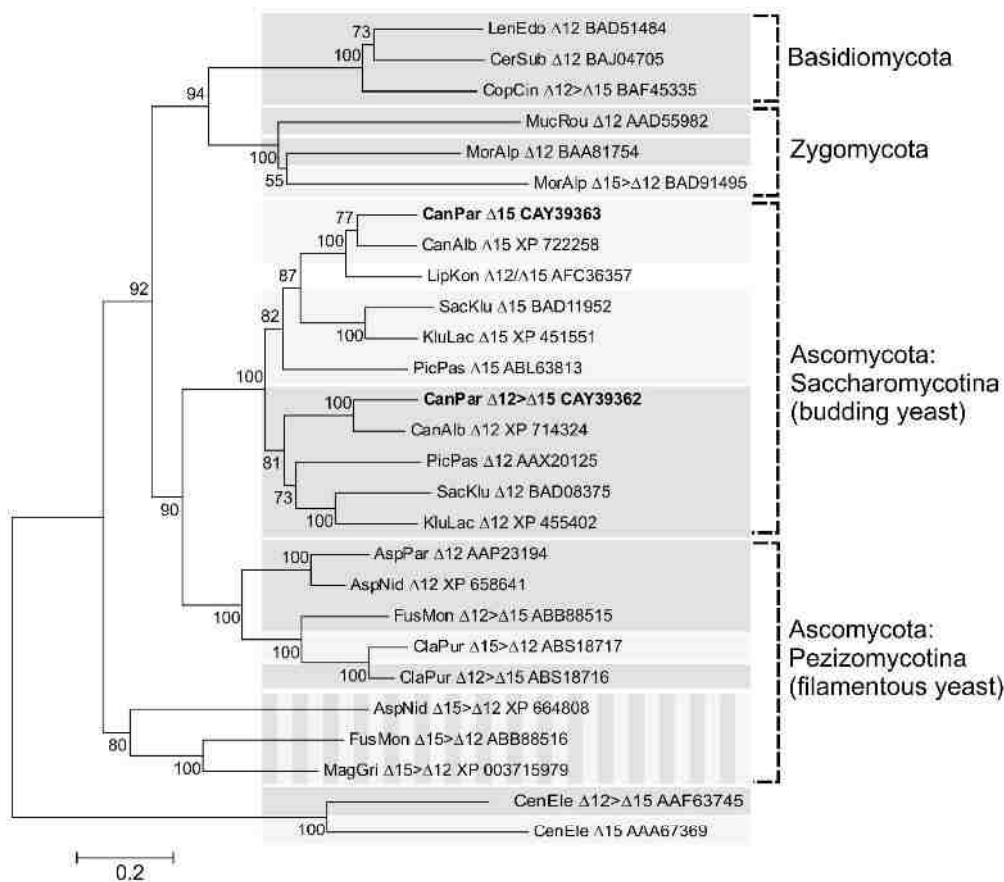 LenEdo Δ12 BAD51484
73
CerSub Δ12 BAJ04705
100
CopCin Δ12>Δ15 BAF45335
Basidiomycota
94
MucRou Δ12 AAD55982
MorAlp Δ12 BAA81754
100
MorAlp Δ15>Δ12 BAD91495
55
Zygomycota
CanPar Δ15 CAY39363
77
CanAlb Δ15 XP 722258
100
LipKon Δ12/Δ15 AFC36357
87
92
SacKlu Δ15 BAD11952
82
KluLac Δ15 XP 451551
100
PicPas Δ15 ABL63813
100
CanPar Δ12>Δ15 CAY39362
100
CanAlb Δ12 XP 714324
81
PicPas Δ12 AAX20125
73
SacKlu Δ12 BAD08375
100
KluLac Δ12 XP 455402
Ascomycota:
Saccharomycotina
(budding yeast)
90
AspPar Δ12 AAP23194
100
AspNid Δ12 XP 658641
100
FusMon Δ12>Δ15 ABB88515
100
ClaPur Δ15>Δ12 ABS18717
ClaPur Δ12>Δ15 ABS18716
100
AspNid Δ15>Δ12 XP 664808
80
FusMon Δ15>Δ12 ABB88516
100
MagGri Δ15>Δ12 XP 003715979
Ascomycota:
Pezizomycotina
(filamentous yeast)
CenEle Δ12>Δ15 AAF63745
100
CenEle Δ15 AAA67369
0.2